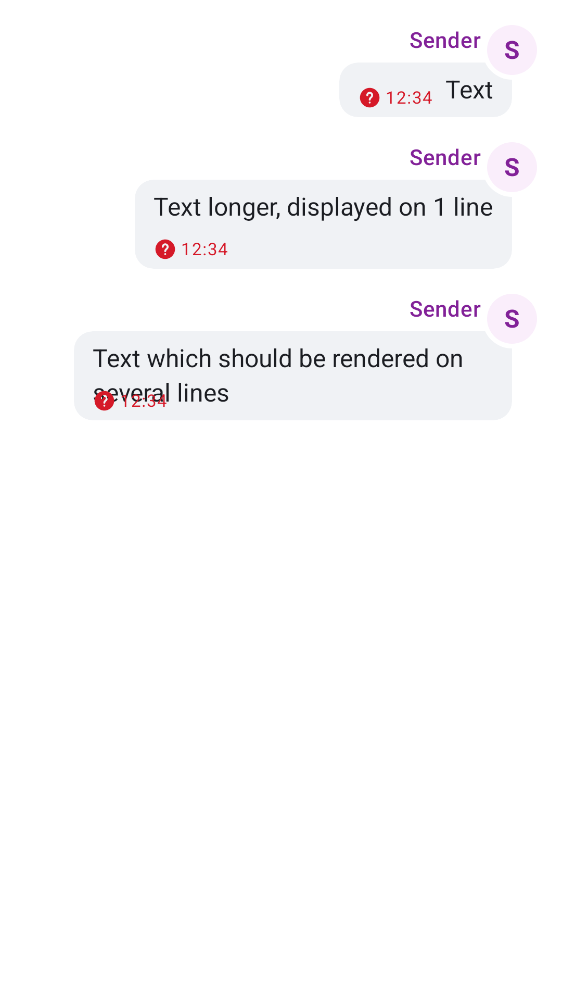 Sender
S
Text
? 12:34
Sender
S
Text longer, displayed on 1 line
? 12:34
Sender
S
Text which should be rendered on
several lines
? 12:34